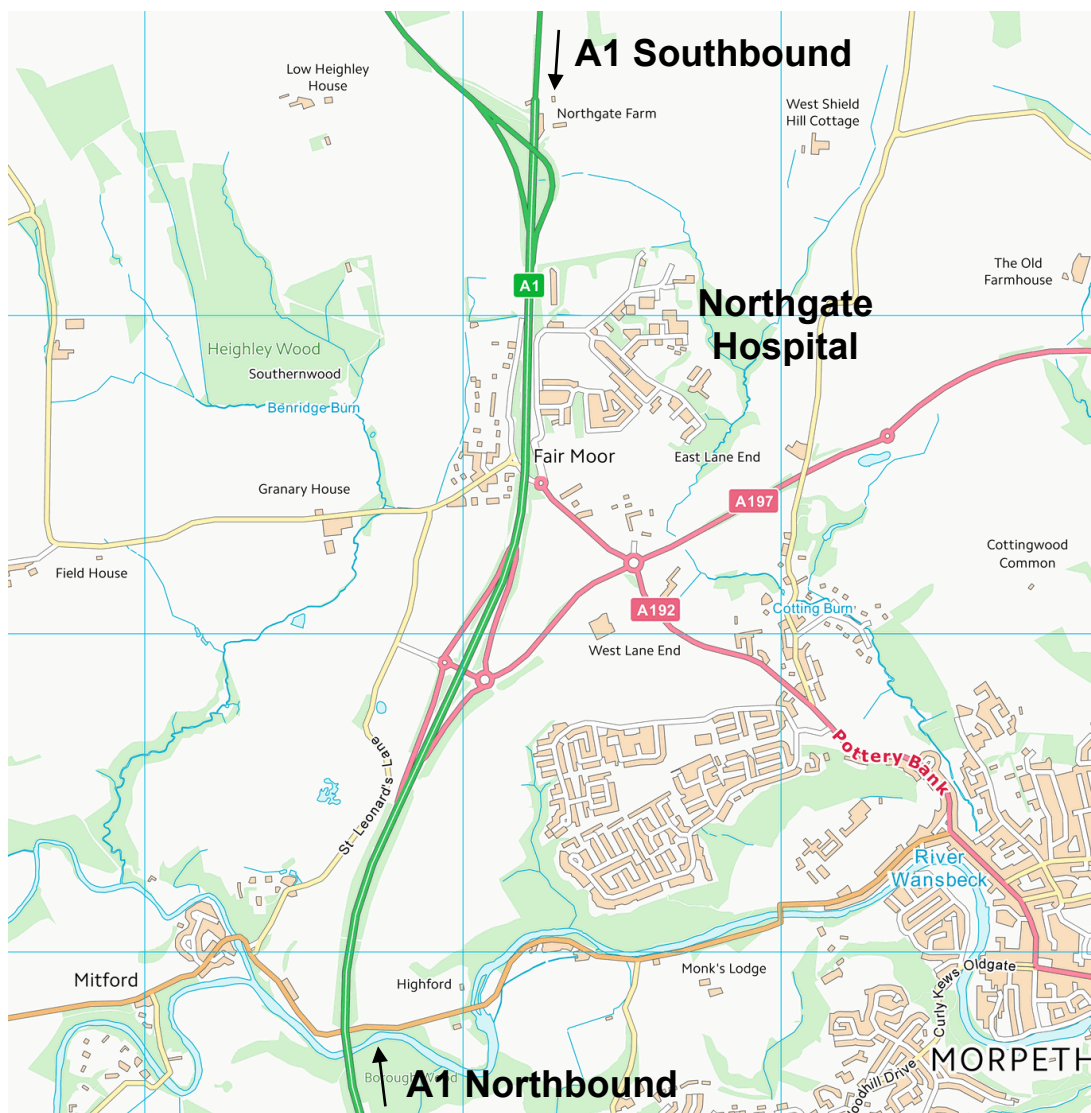 A1 Southbound
Low Heighley
House
Northgate Farm
West Shield
Hill Cottage
The Old
Farmhouse
A1
Northgate
Hospital
Heighley Wood
Southernwood
Benridge Burn
Fair Moor
East Lane End
Granary House
A197
Field House
Cottingwood
Common
A192
Cotting Burn
West Lane End
Pottery Bank
St Leonard's Lane
River
Wansbeck
Mitford
Highford
Monk's Lodge
Curly Kews
Oldgate
MORPETH
Borough Wood
A1 Northbound
Drive